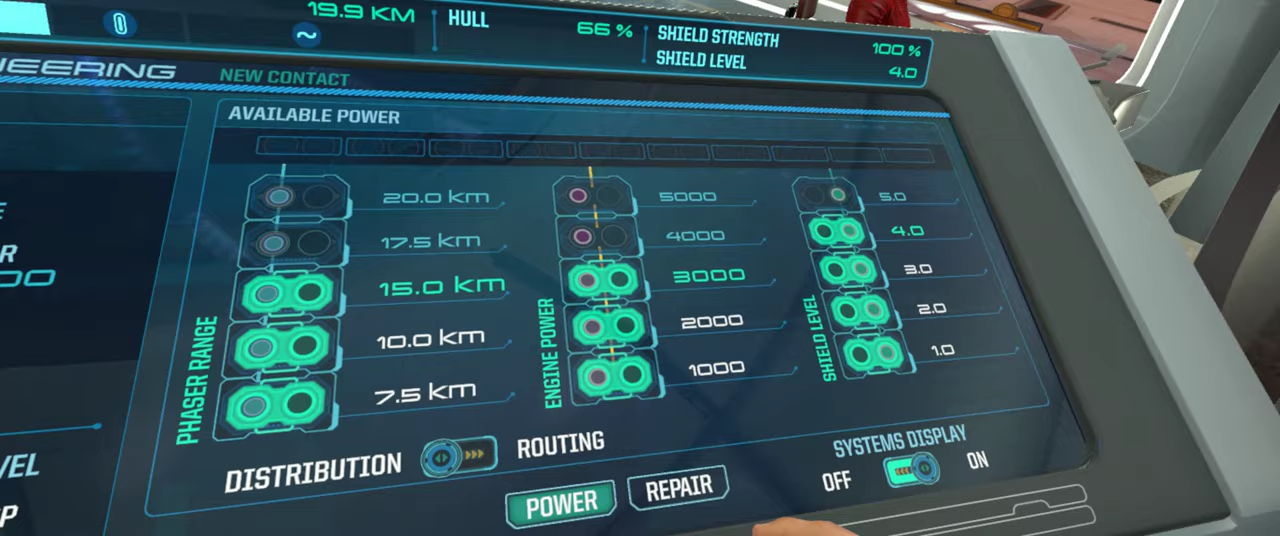 19.9 KM
HULL
66 %
SHIELD STRENGTH
100 %
SHIELD LEVEL
4.0
NEERING
NEW CONTACT
AVAILABLE POWER
20.0 km
17.5 km
15.0 km
10.0 km
7.5 km
PHASER RANGE
5000
4000
3000
2000
1000
ENGINE POWER
5.0
4.0
3.0
2.0
1.0
SHIELD LEVEL
DISTRIBUTION
ROUTING
SYSTEMS DISPLAY
OFF
ON
POWER
REPAIR